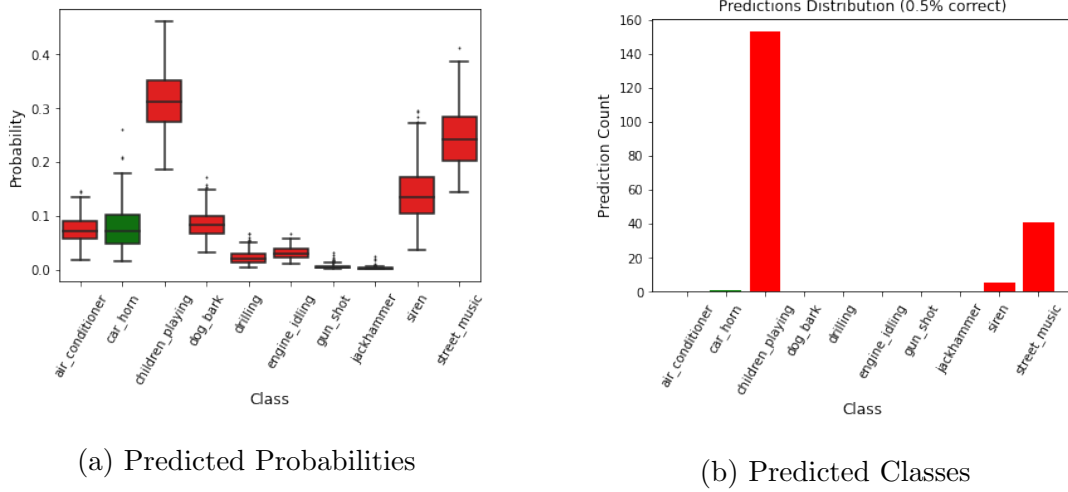 Predictions Distribution (0.5% correct)
0.4
0.3
0.2
0.1
0.0
Probability
air_conditioner
car_horn
children_playing
dog_bark
drilling
engine_idling
gun_shot
jackhammer
siren
street_music
Class
160
140
120
100
80
60
40
20
0
Prediction Count
air_conditioner
car_horn
children_playing
dog_bark
drilling
engine_idling
gun_shot
jackhammer
siren
street_music
Class
(a) Predicted Probabilities
(b) Predicted Classes